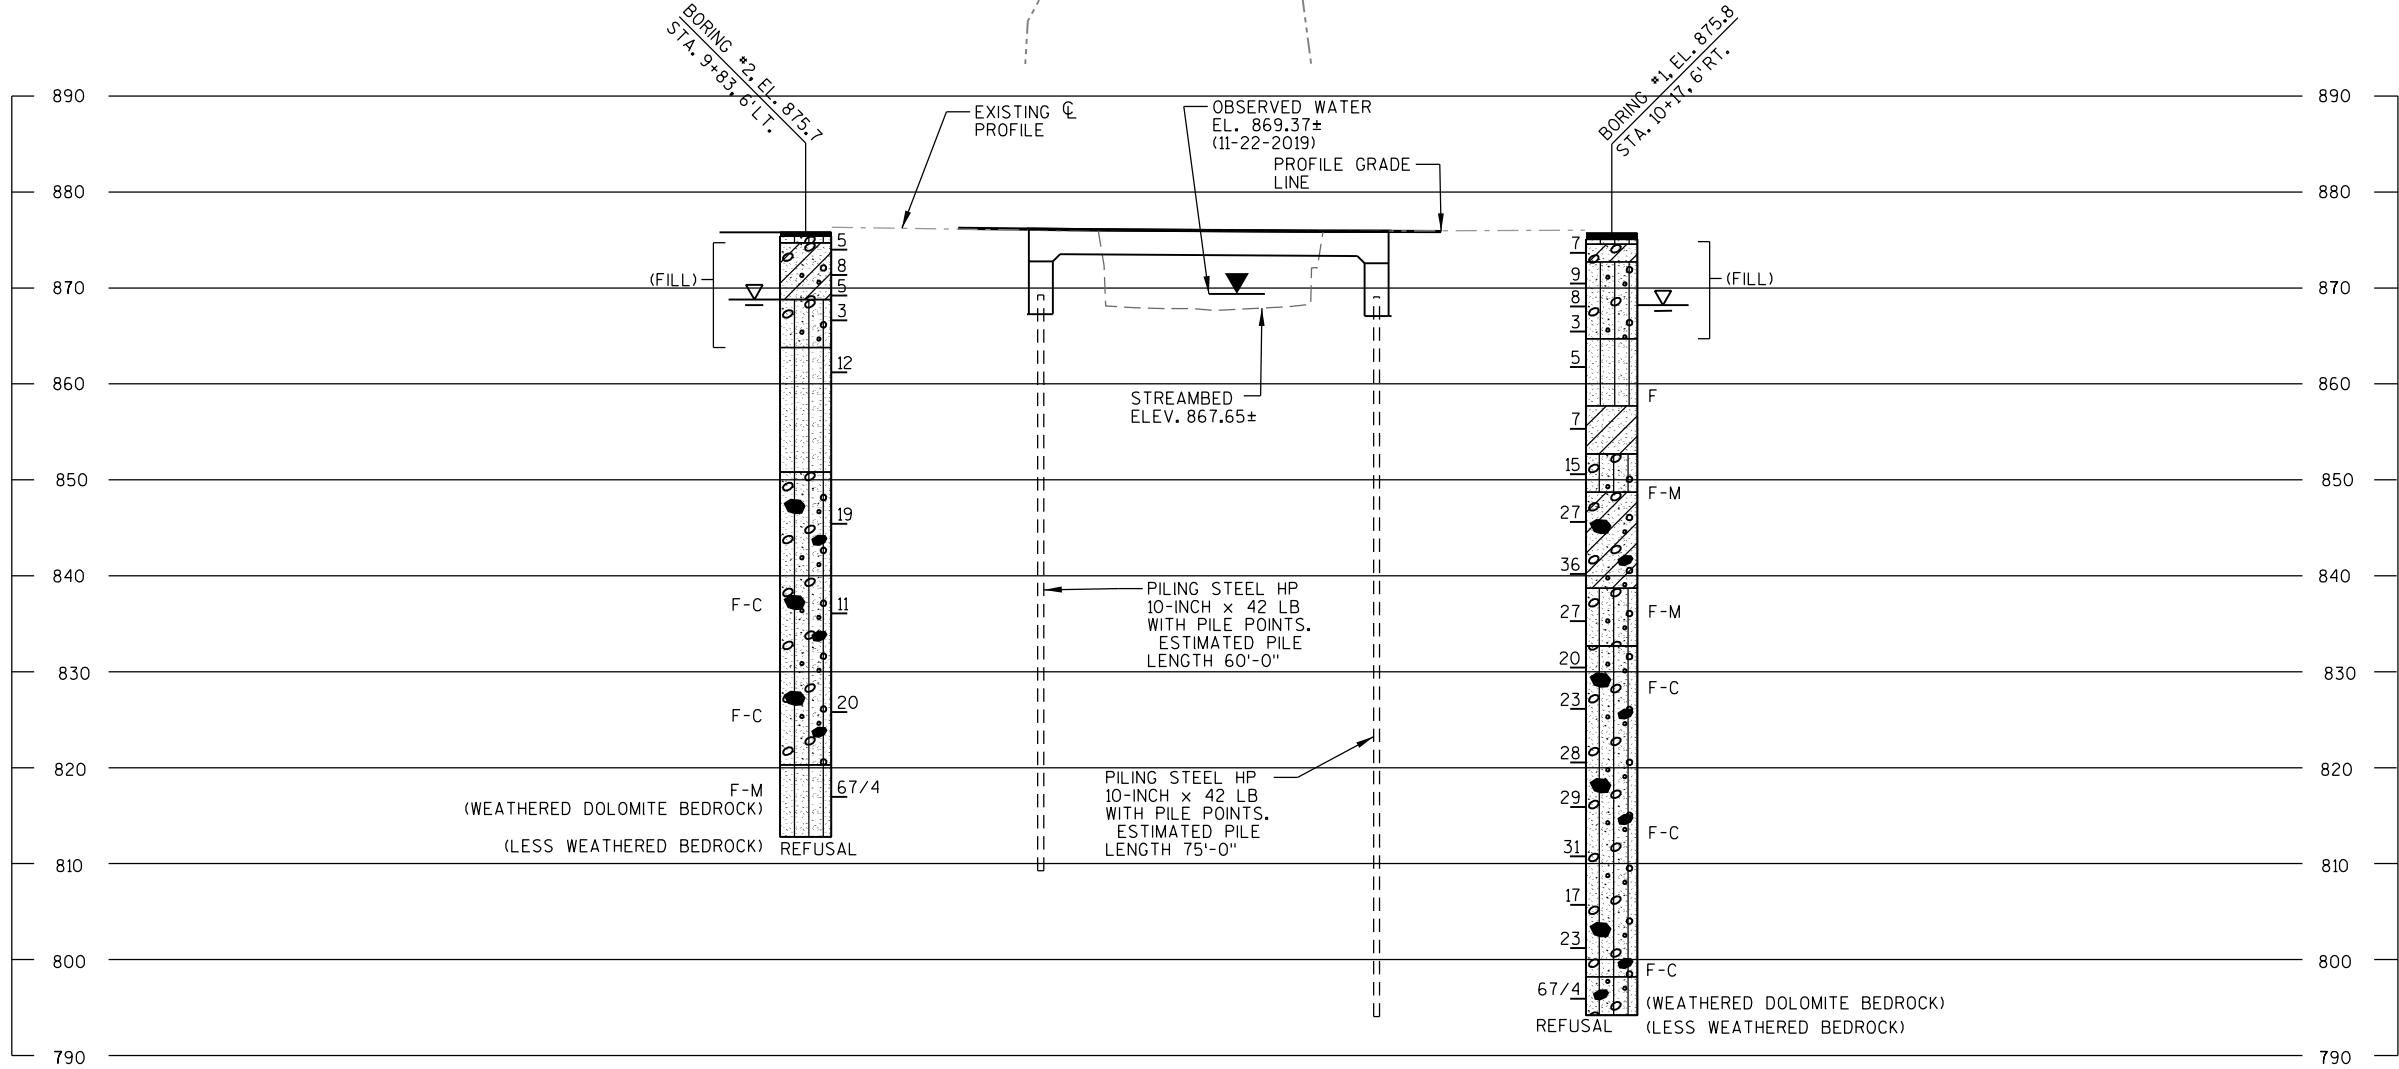 BORING #2, EL. 875.7
STA. 9+83, 6'LT.
BORING #1, EL. 875.8
STA. 10+17, 6'RT.
890
890
EXISTING ℄
PROFILE
OBSERVED WATER
EL. 869.37±
(11-22-2019)
PROFILE GRADE
LINE
880
880
5
7
8
9
(FILL)
(FILL)
870
870
5
8
3
3
12
5
860
860
F
STREAMBED
ELEV. 867.65±
7
15
850
850
F-M
19
27
36
840
840
PILING STEEL HP
10-INCH x 42 LB
WITH PILE POINTS.
ESTIMATED PILE
LENGTH 60'-0"
F-C
11
27
F-M
20
830
830
F-C
23
F-C
20
28
820
820
PILING STEEL HP
10-INCH x 42 LB
WITH PILE POINTS.
ESTIMATED PILE
LENGTH 75'-0"
F-M
67/4
(WEATHERED DOLOMITE BEDROCK)
29
F-C
(LESS WEATHERED BEDROCK)
REFUSAL
31
810
810
17
23
800
800
F-C
67/4
(WEATHERED DOLOMITE BEDROCK)
REFUSAL
(LESS WEATHERED BEDROCK)
790
790